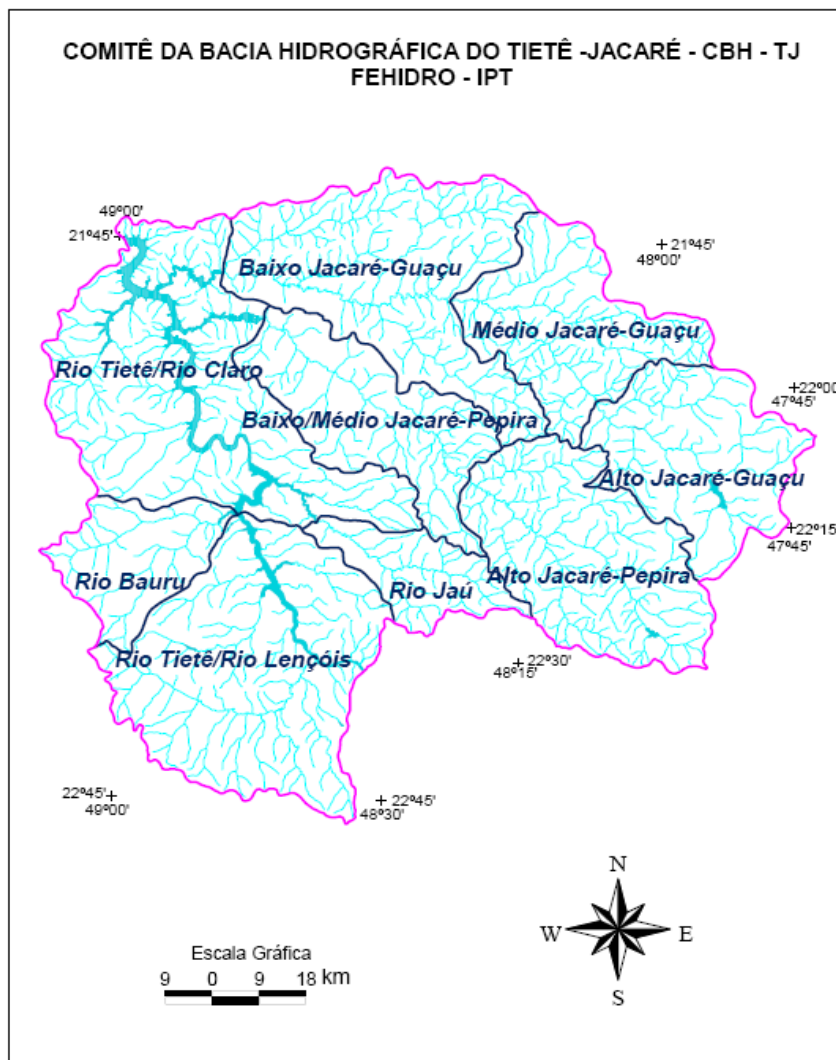 COMITÊ DA BACIA HIDROGRÁFICA DO TIETÊ -JACARÉ - CBH - TJ
FEHIDRO - IPT
49º00'
21º45'
21º45'
48º00'
Baixo Jacaré-Guaçu
Médio Jacaré-Guaçu
Rio Tietê/Rio Claro
22º00'
47º45'
Baixo/Médio Jacaré-Pepira
Alto Jacaré-Guaçu
22º15'
47º45'
Rio Bauru
Rio Jaú
Alto Jacaré-Pepira
Rio Tietê/Rio Lençóis
22º30'
48º15'
22º45'
49º00'
22º45'
48º30'
N
W
E
S
Escala Gráfica
9 0 9 18 km